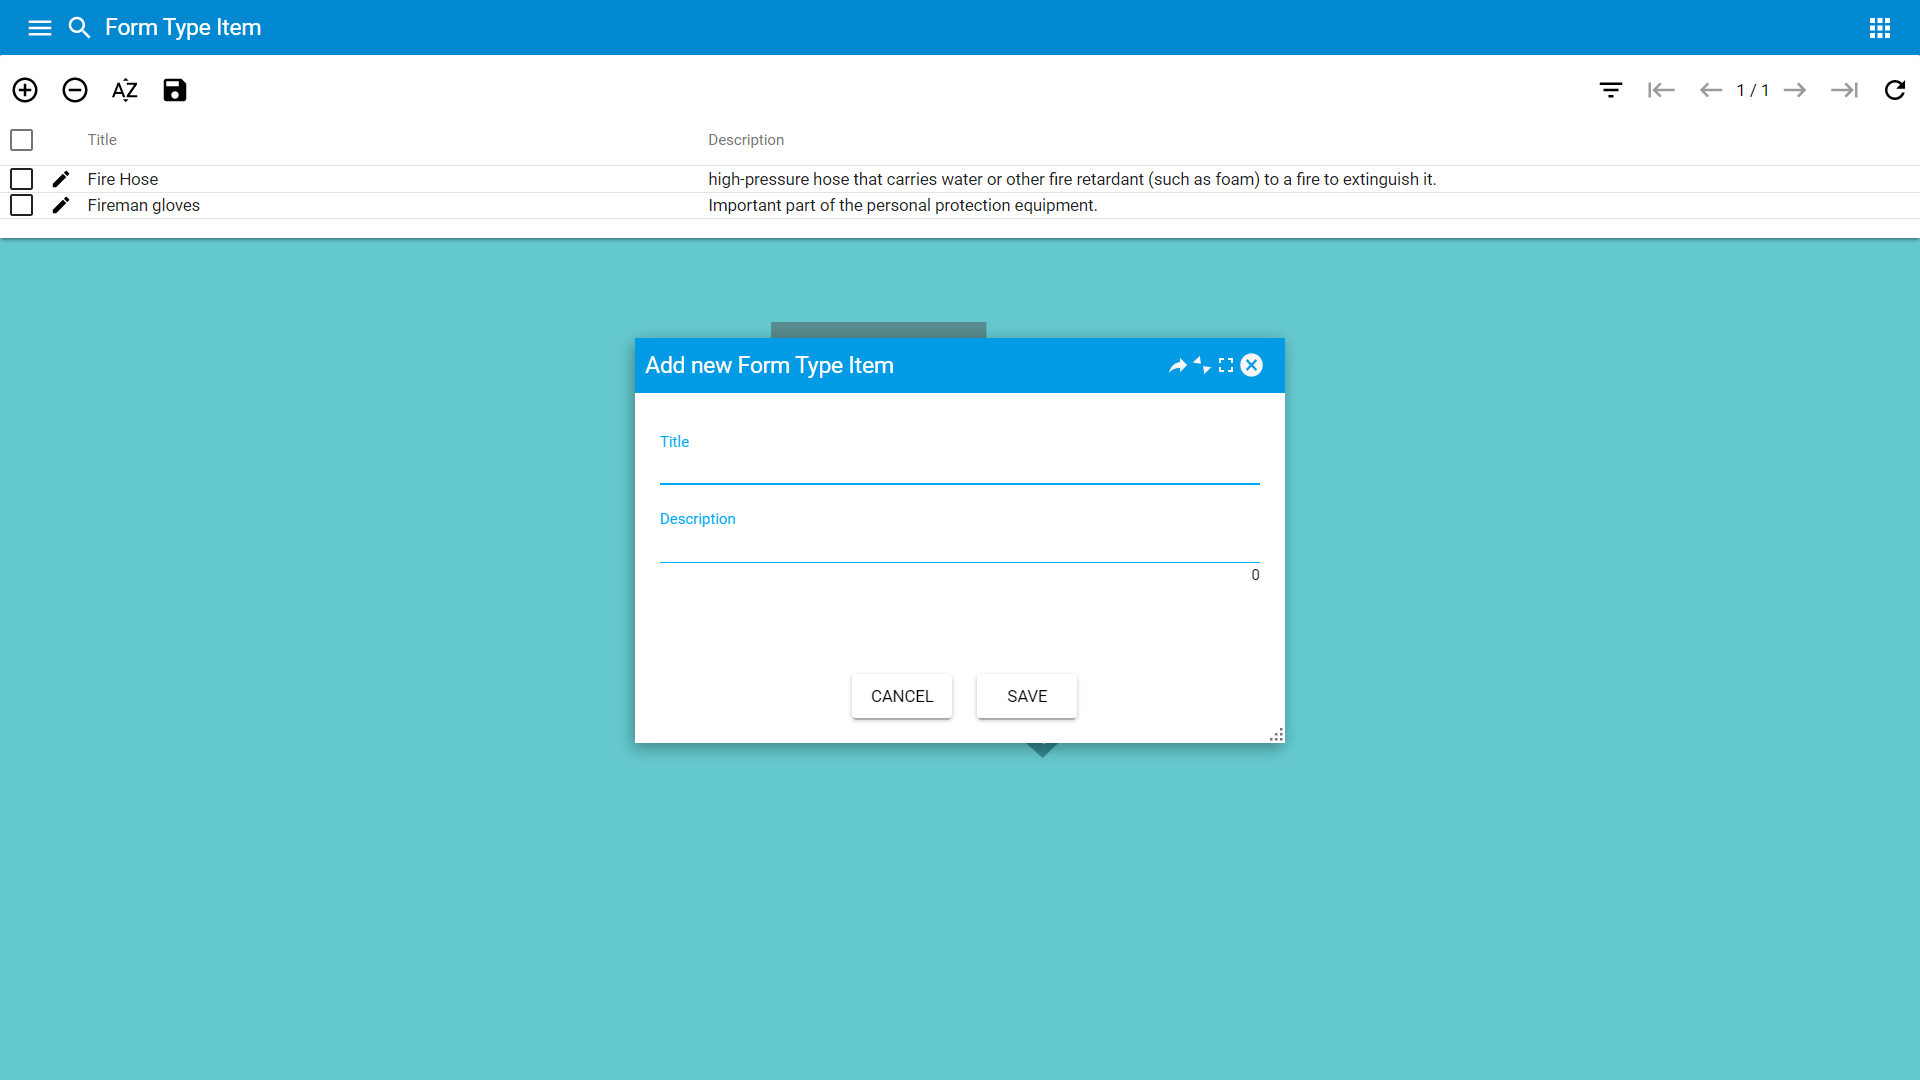 Form Type Item
AZ
1 / 1
Title Description
Fire Hose high-pressure hose that carries water or other fire retardant (such as foam) to a fire to extinguish it.
Fireman gloves Important part of the personal protection equipment.
Add new Form Type Item
Title
Description
0
CANCEL SAVE